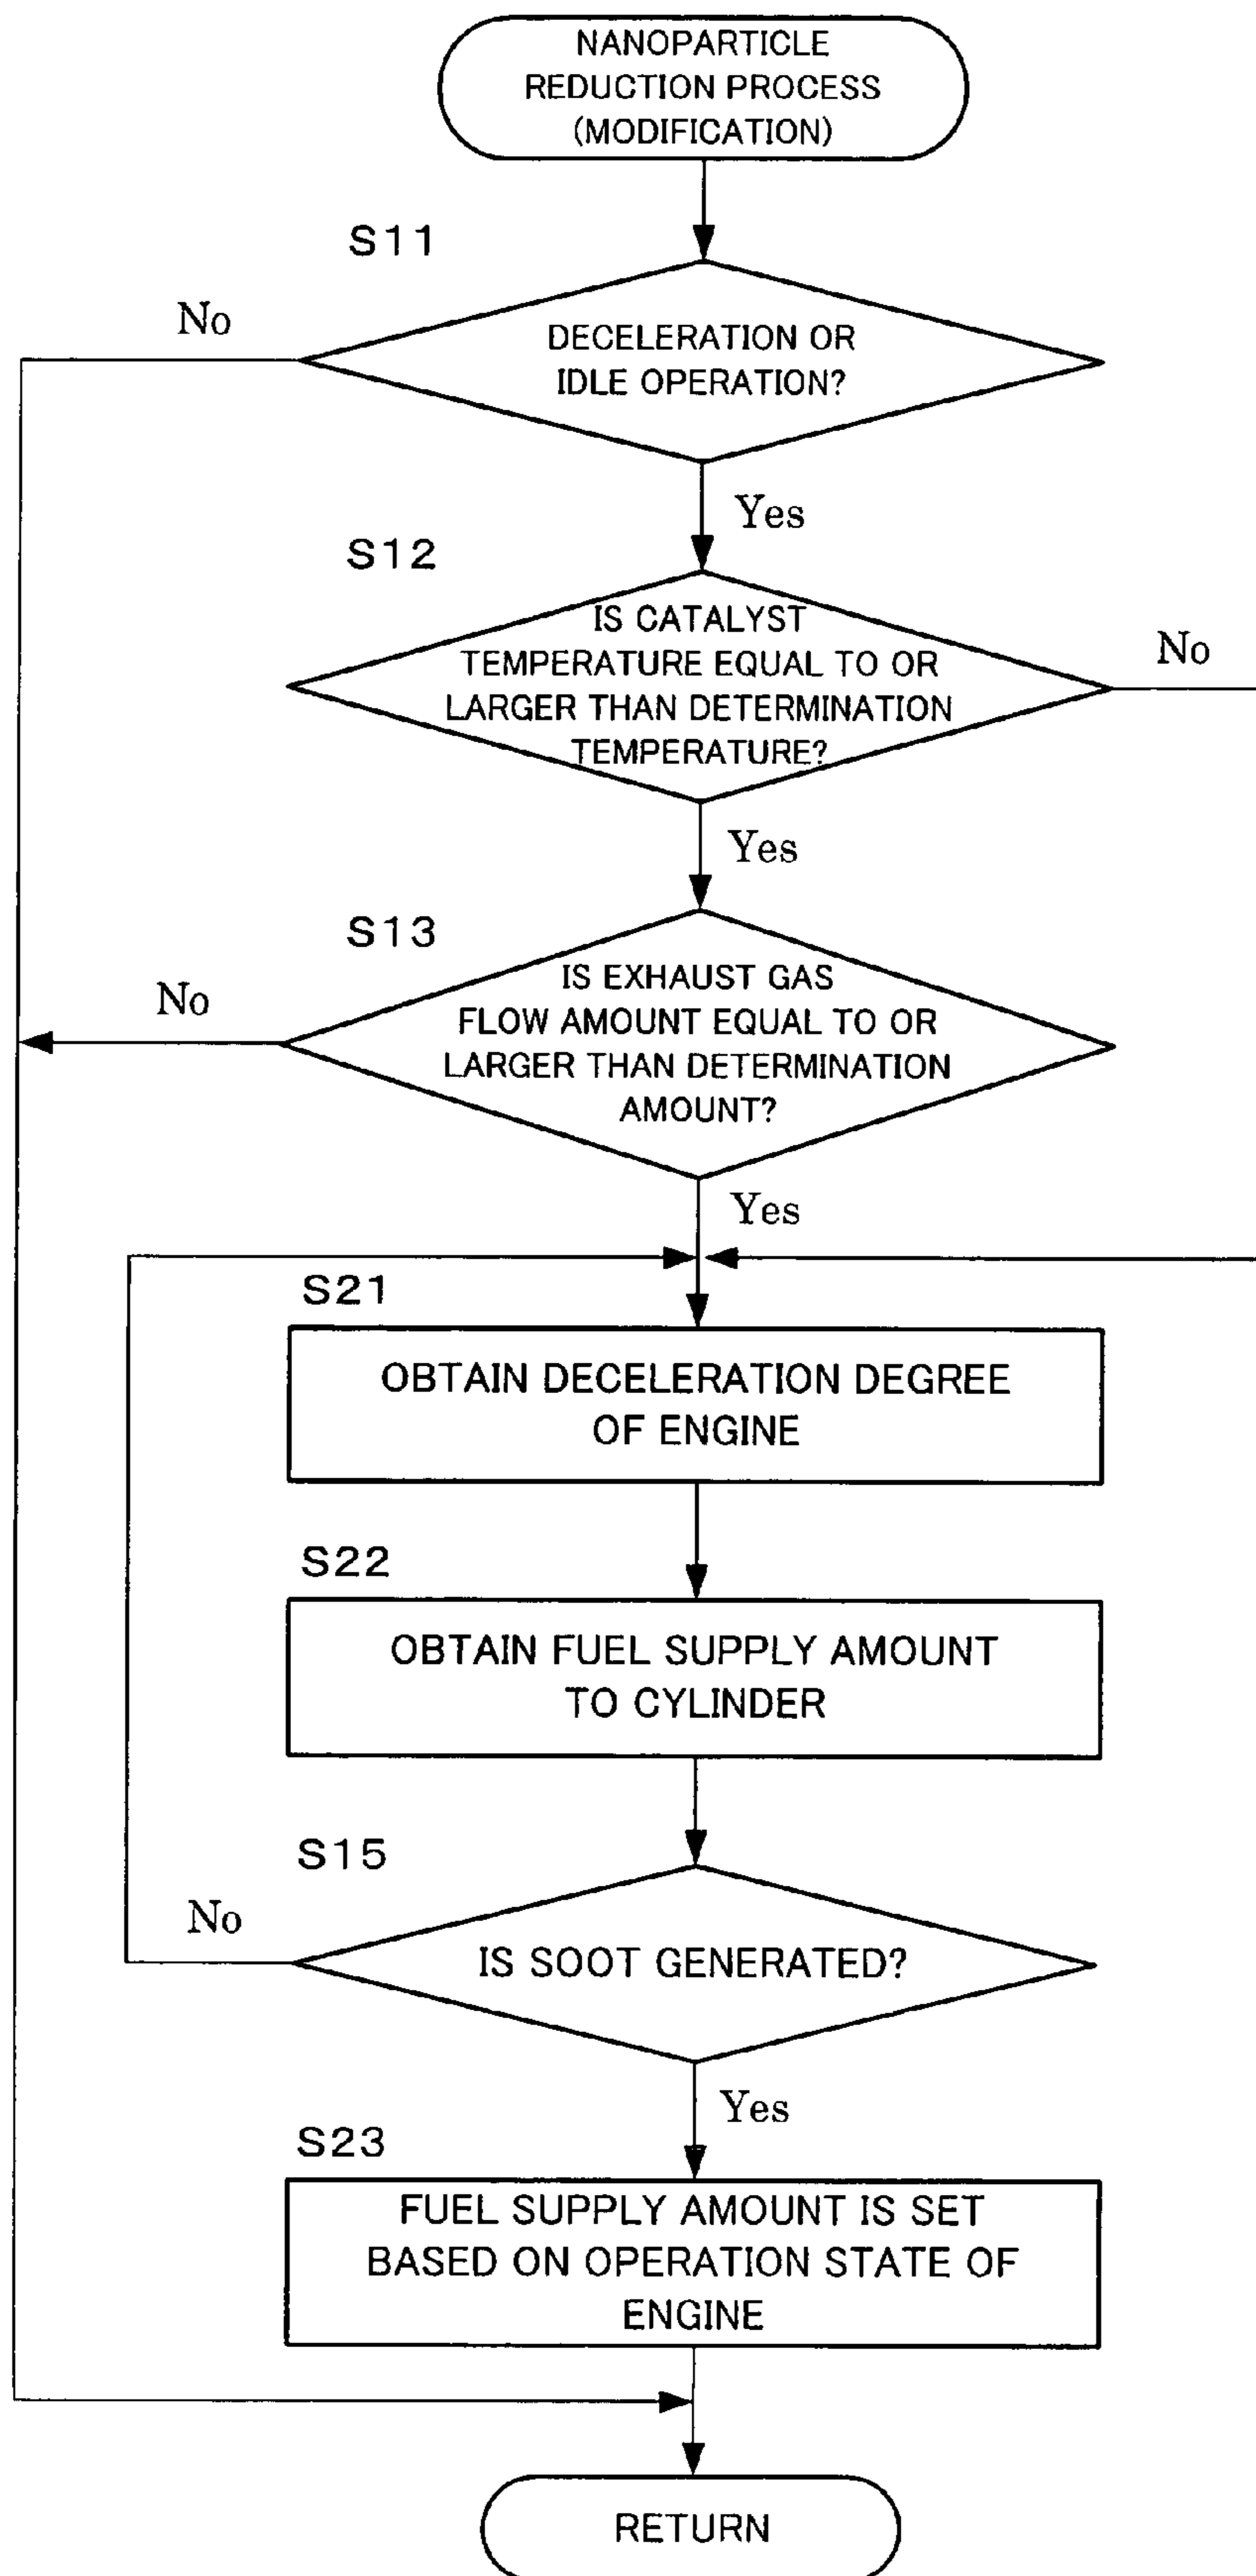 NANOPARTICLE
REDUCTION PROCESS
(MODIFICATION)
S11
No
DECELERATION OR
IDLE OPERATION?
Yes
S12
IS CATALYST
TEMPERATURE EQUAL TO OR
LARGER THAN DETERMINATION
TEMPERATURE?
No
Yes
S13
No
IS EXHAUST GAS
FLOW AMOUNT EQUAL TO OR
LARGER THAN DETERMINATION
AMOUNT?
Yes
S21
OBTAIN DECELERATION DEGREE
OF ENGINE
S22
OBTAIN FUEL SUPPLY AMOUNT
TO CYLINDER
S15
No
IS SOOT GENERATED?
Yes
S23
FUEL SUPPLY AMOUNT IS SET
BASED ON OPERATION STATE OF
ENGINE
RETURN